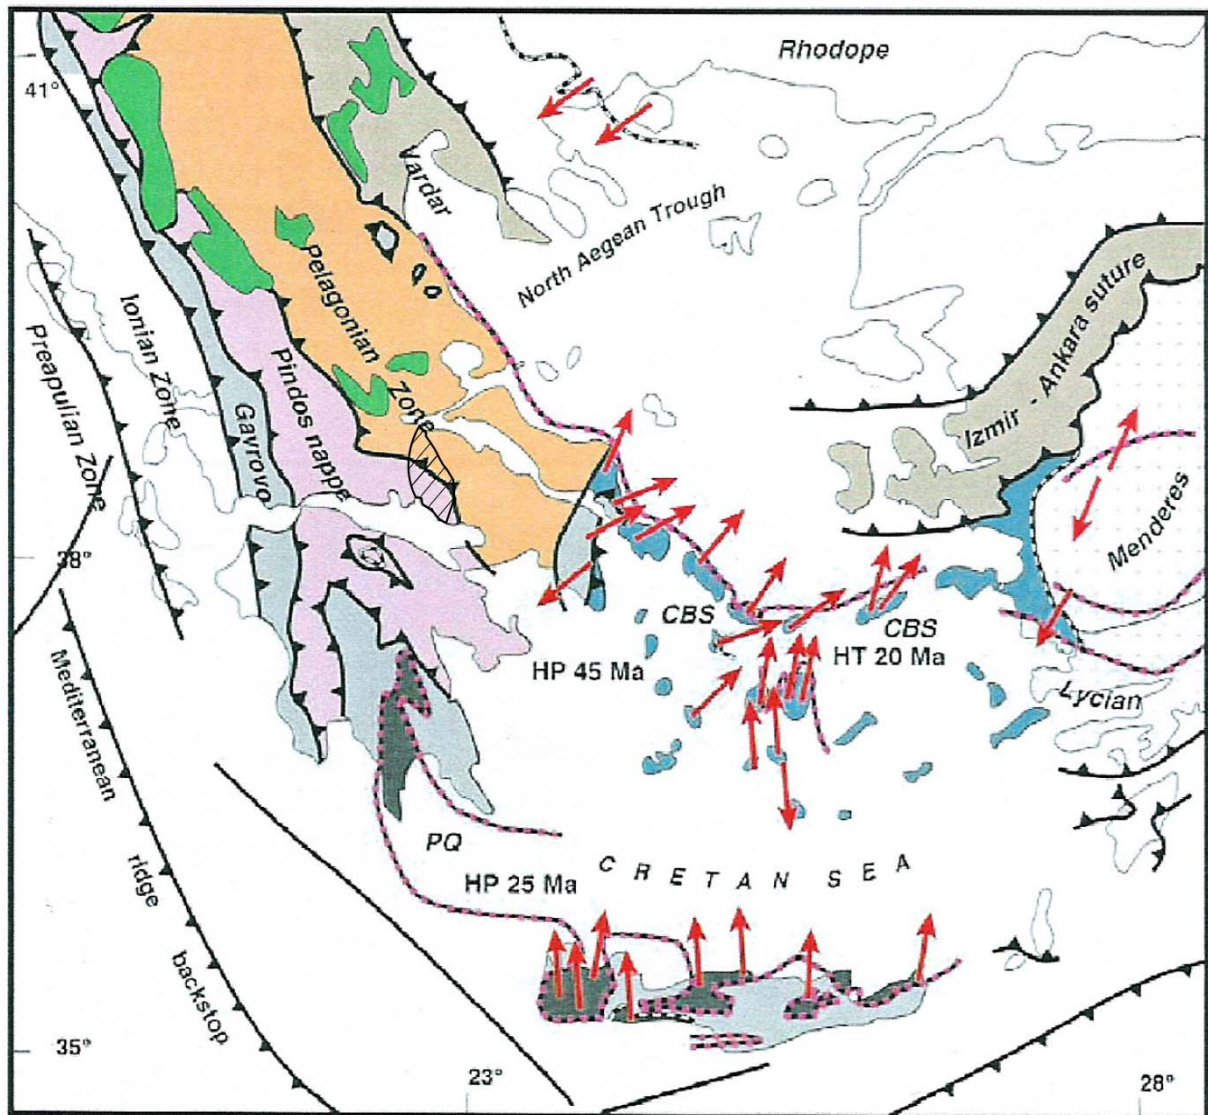 Rhodope
41°
Vardar
North Aegean Trough
Pelagonian
Zone
Ionian Zone
Preapulian Zone
Pindos nappe
Gavrovo
Izmir - Ankara suture
Menderes
38°
CBS
CBS
HP 45 Ma
HT 20 Ma
Lycian
Mediterranean
ridge
backstop
PQ
CRETAN SEA
HP 25 Ma
35°
23°
28°